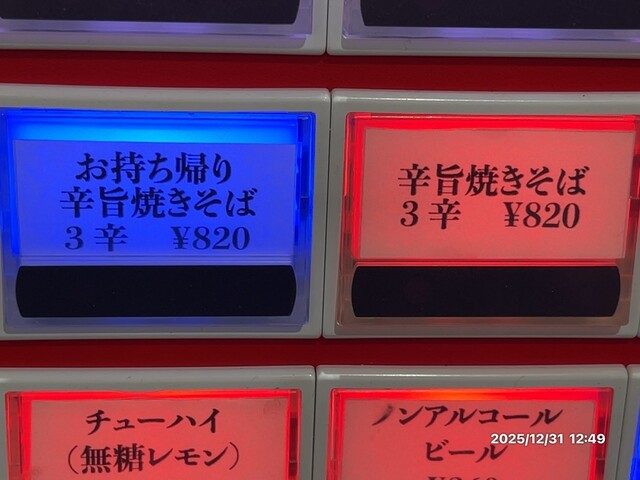 お持ち帰り
辛旨焼きそば
3辛 ¥820
辛旨焼きそば
3辛 ¥820
チューハイ
(無糖レモン)
ノンアルコール
ビール
2025/12/31 12:49